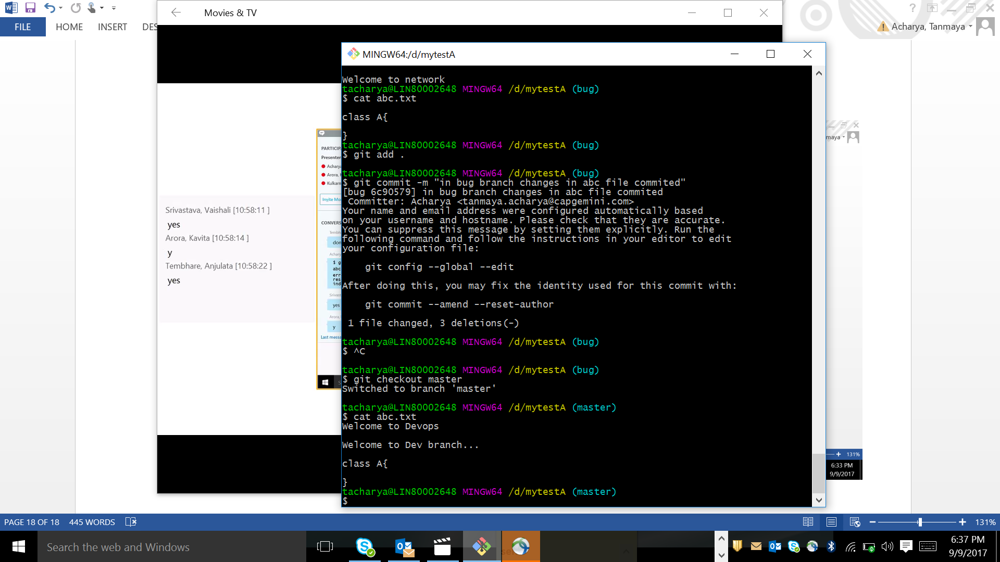 Movies & TV
FILE
HOME
INSERT
Acharya, Tanmaya
MINGW64:/d/mytestA
Welcome to network
tacharya@LIN80002648 MINGW64 /d/mytestA (bug)
$ cat abc.txt
class A{
}
tacharya@LIN80002648 MINGW64 /d/mytestA (bug)
$ git add .
tacharya@LIN80002648 MINGW64 /d/mytestA (bug)
$ git commit -m "in bug branch changes in abc file commited"
[bug 6c90579] in bug branch changes in abc file commited
Committer: Acharya <tanmaya.acharya@capgemini.com>
Your name and email address were configured automatically based
on your username and hostname. Please check that they are accurate.
You can suppress this message by setting them explicitly. Run the
following command and follow the instructions in your editor to edit
your configuration file:
git config --global --edit
After doing this, you may fix the identity used for this commit with:
git commit --amend --reset-author
1 file changed, 3 deletions(-)
tacharya@LIN80002648 MINGW64 /d/mytestA (bug)
$ ^C
tacharya@LIN80002648 MINGW64 /d/mytestA (bug)
$ git checkout master
Switched to branch 'master'
tacharya@LIN80002648 MINGW64 /d/mytestA (master)
$ cat abc.txt
Welcome to Devops
Welcome to Dev branch...
class A{
}
tacharya@LIN80002648 MINGW64 /d/mytestA (master)
$
Srivastava, Vaishali [10:58:11 ]
yes
Arora, Kavita [10:58:14 ]
y
Tembhare, Anjulata [10:58:22 ]
yes
Presenter
yes
y
131%
6:33 PM
9/9/2017
PAGE 18 OF 18
445 WORDS
131%
Search the web and Windows
6:37 PM
9/9/2017